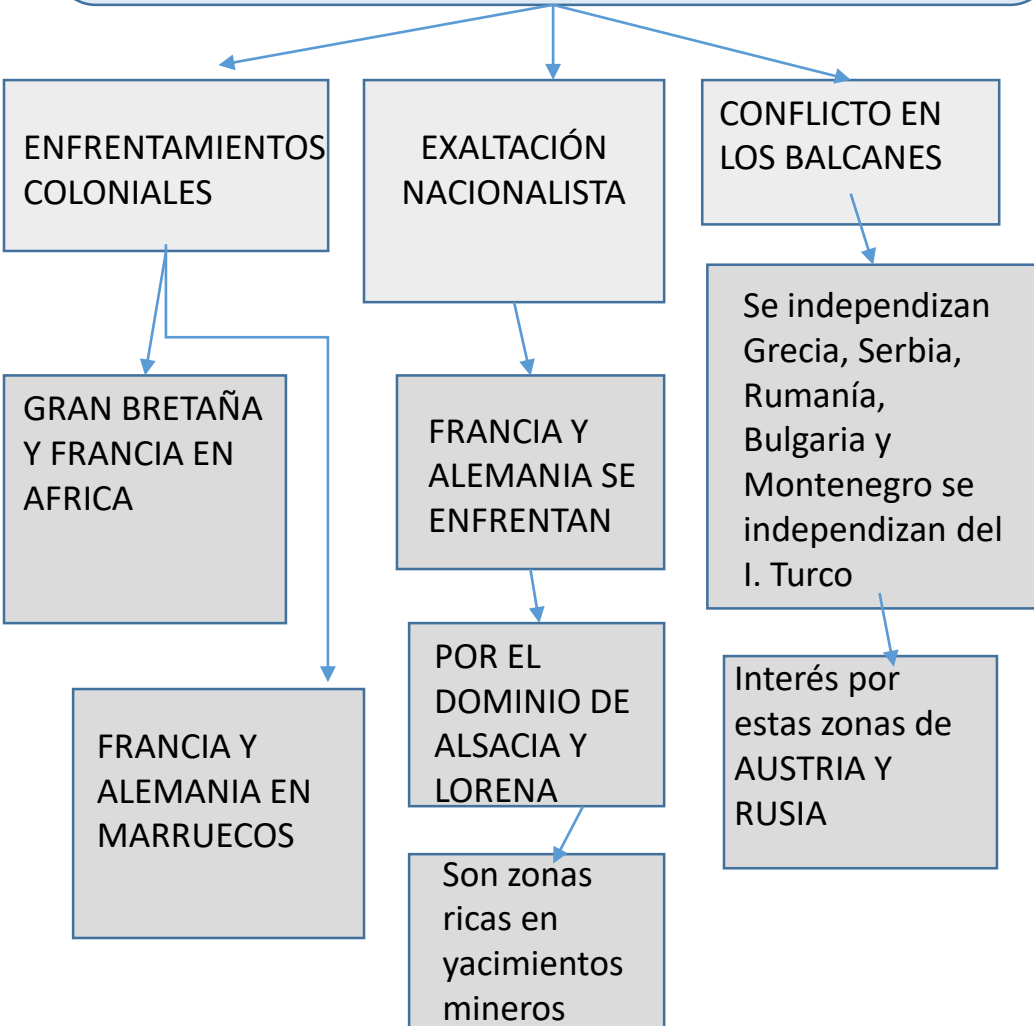 ENFRENTAMIENTOS
COLONIALES
EXALTACIÓN
NACIONALISTA
CONFLICTO EN
LOS BALCANES
GRAN BRETAÑA
Y FRANCIA EN
AFRICA
FRANCIA Y
ALEMANIA EN
MARRUECOS
FRANCIA Y
ALEMANIA SE
ENFRENTAN
POR EL
DOMINIO DE
ALSACIA Y
LORENA
Son zonas
ricas en
yacimientos
mineros
Se independizan
Grecia, Serbia,
Rumanía,
Bulgaria y
Montenegro se
independizan del
I. Turco
Interés por
estas zonas de
AUSTRIA Y
RUSIA